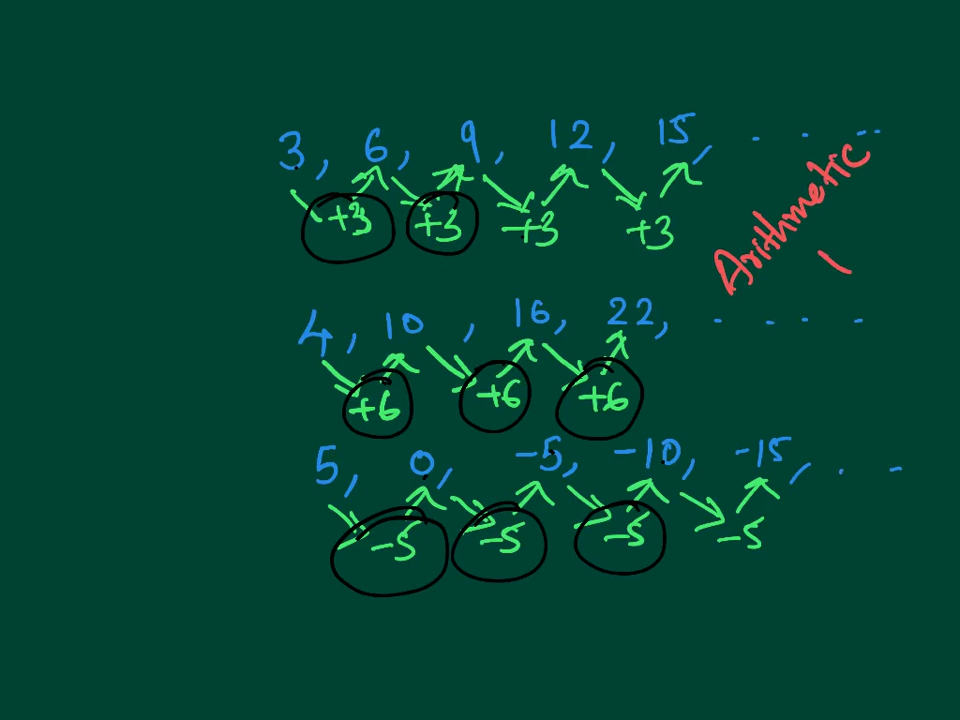 3, 6, 9, 12, 15, . . . .
+3 +3 +3 +3
Arithmetic
4, 10, 16, 22, . . . .
+6 +6 +6
5, 0, -5, -10, -15, . .
-5 -5 -5 -5